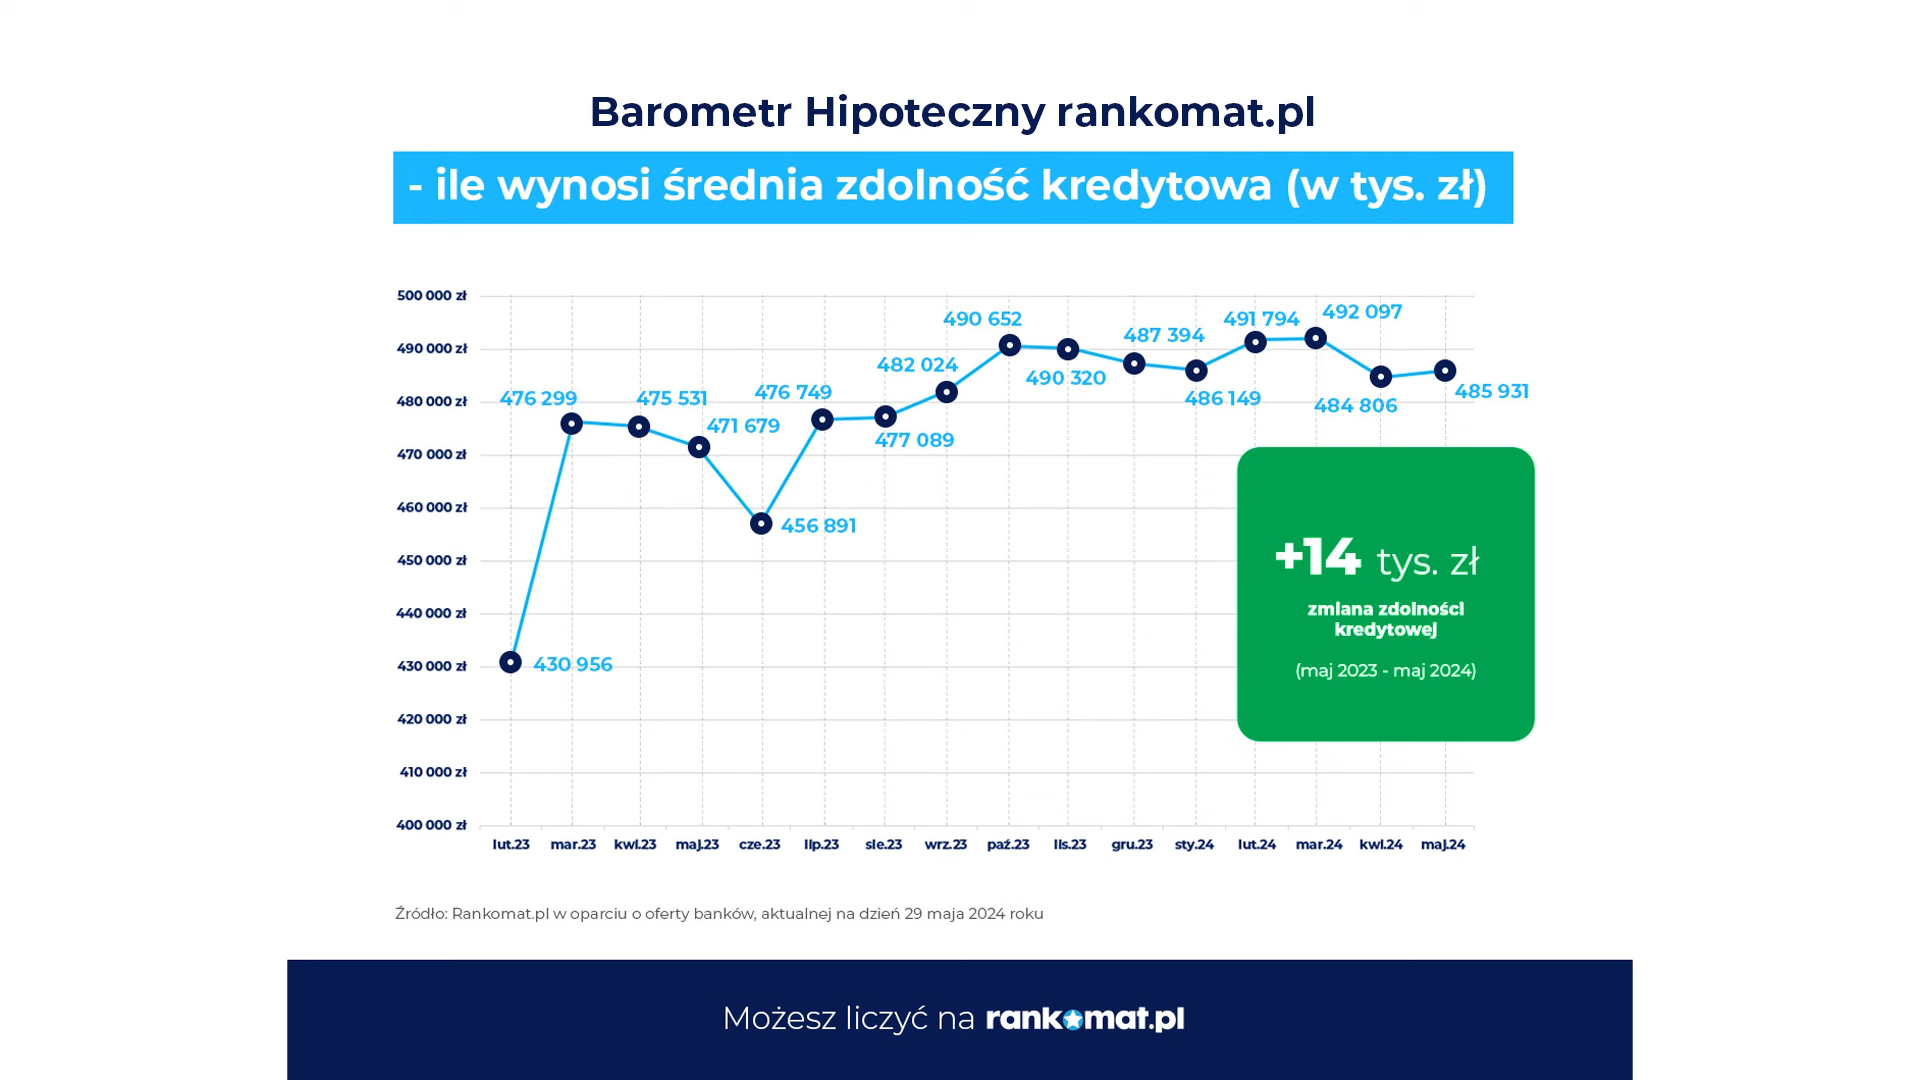 Barometr Hipoteczny rankomat.pl
- ile wynosi średnia zdolność kredytowa (w tys. zł)
500 000 zł
490 000 zł
480 000 zł
470 000 zł
460 000 zł
450 000 zł
440 000 zł
430 000 zł
420 000 zł
410 000 zł
400 000 zł
430 956
476 299
475 531
471 679
456 891
476 749
477 089
482 024
490 652
490 320
487 394
486 149
491 794
492 097
484 806
485 931
lut.23 mar.23 kwi.23 maj.23 cze.23 lip.23 sie.23 wrz.23 paź.23 lis.23 gru.23 sty.24 lut.24 mar.24 kwi.24 maj.24
+14 tys. zł
zmiana zdolności
kredytowej
(maj 2023 - maj 2024)
Źródło: Rankomat.pl w oparciu o oferty banków, aktualnej na dzień 29 maja 2024 roku
Możesz liczyć na rankomat.pl